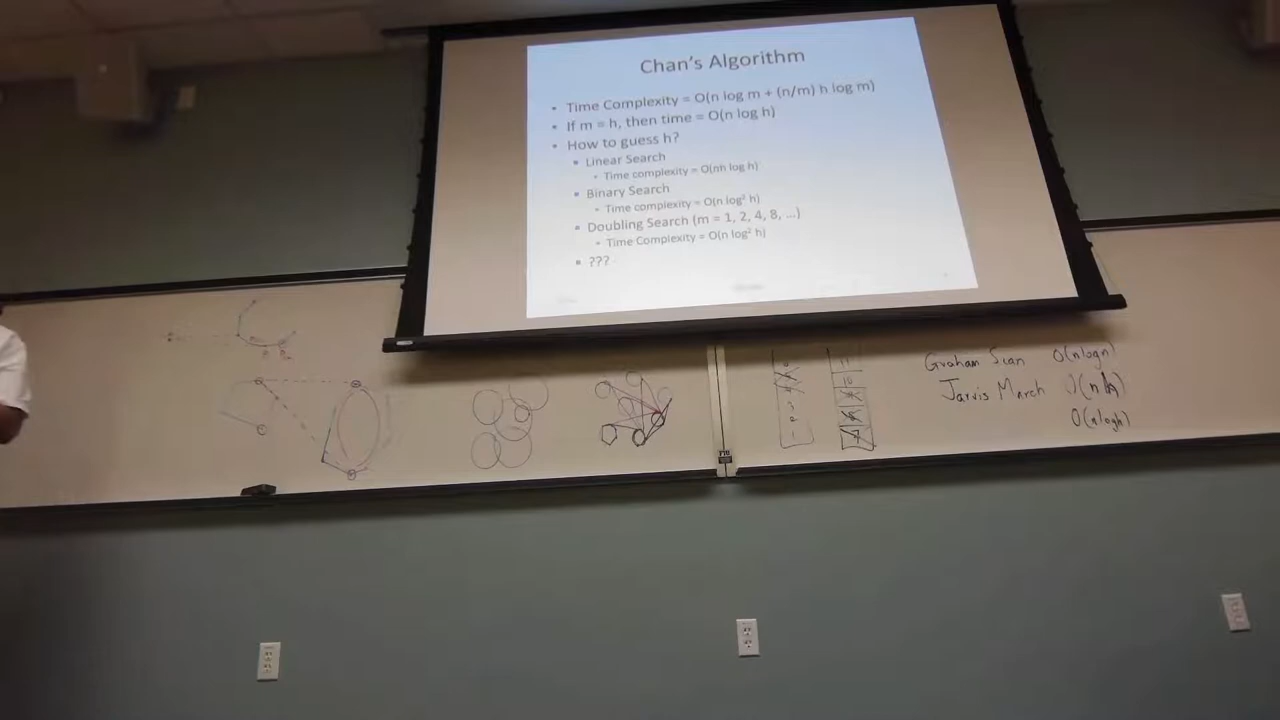 Chan's Algorithm
• Time Complexity = O(n log m + (n/m) h log m)
• If m = h, then time = O(n log h)
• How to guess h?
▪ Linear Search
• Time complexity = O(nh log h)
▪ Binary Search
• Time complexity = O(n log² h)
▪ Doubling Search (m = 1, 2, 4, 8, …)
• Time Complexity = O(n log² h)
▪ ???
Graham Scan O(nlogn)
Jarvis March O(nh)
O(nlogh)